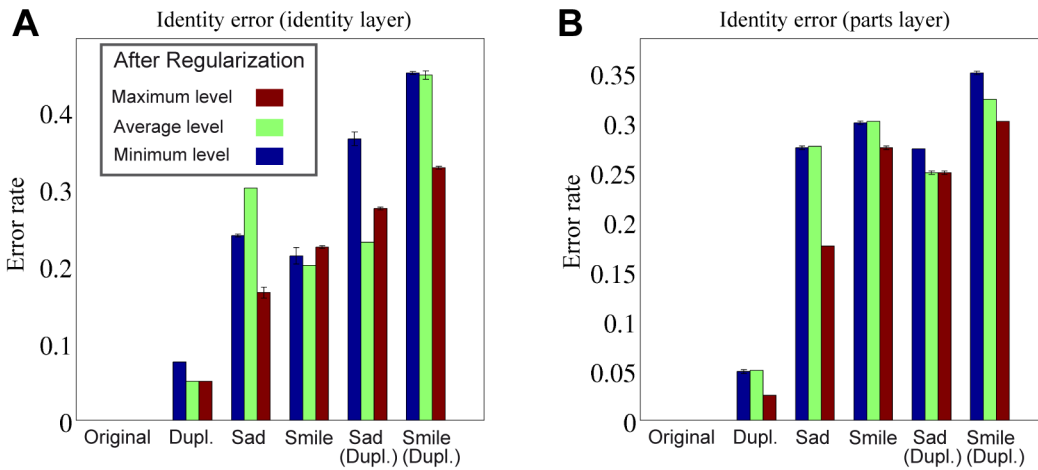 A
Identity error (identity layer)
After Regularization
Maximum level
Average level
Minimum level
Error rate
0.4
0.3
0.2
0.1
0
Original Dupl. Sad Smile Sad Smile
(Dupl.) (Dupl.)
B
Identity error (parts layer)
Error rate
0.35
0.3
0.25
0.2
0.15
0.1
0.05
0
Original Dupl. Sad Smile Sad Smile
(Dupl.) (Dupl.)